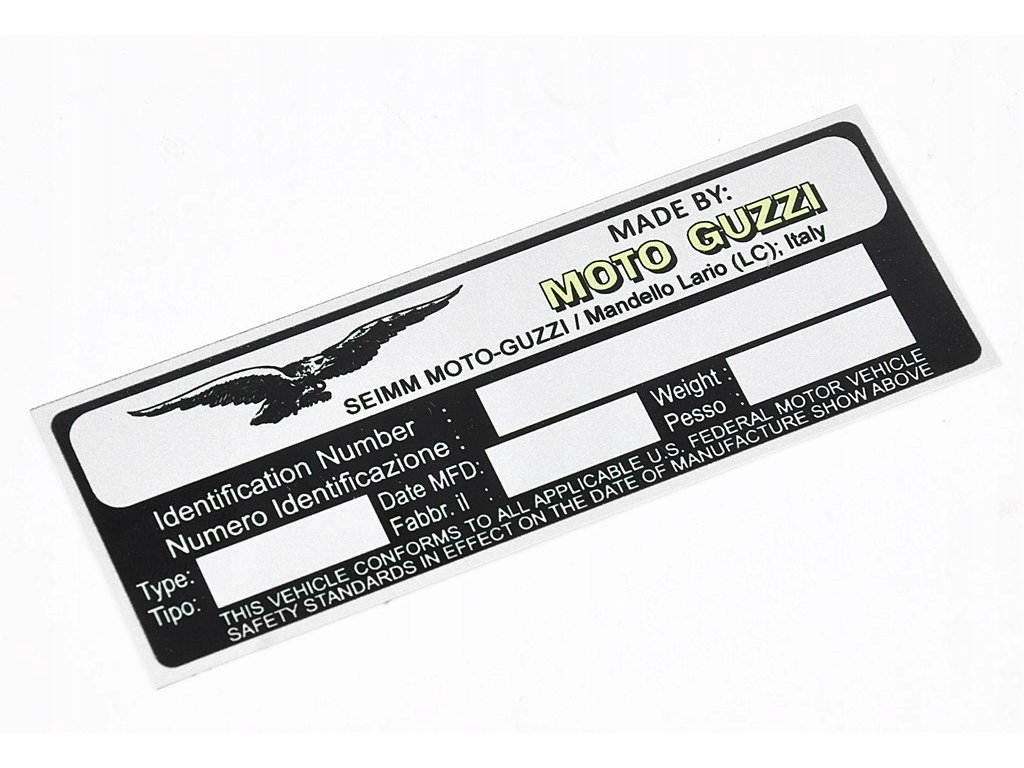 MADE BY:
MOTO GUZZI
SEIMM MOTO-GUZZI / Mandello Lario (LC); Italy
Identification Number :
Numero Identificazione :
Type:
Tipo:
Date MFD:
Fabbr. il :
Weight :
Pesso :
THIS VEHICLE CONFORMS TO ALL APPLICABLE U.S. FEDERAL MOTOR VEHICLE
SAFETY STANDARDS IN EFFECT ON THE DATE OF MANUFACTURE SHOW ABOVE